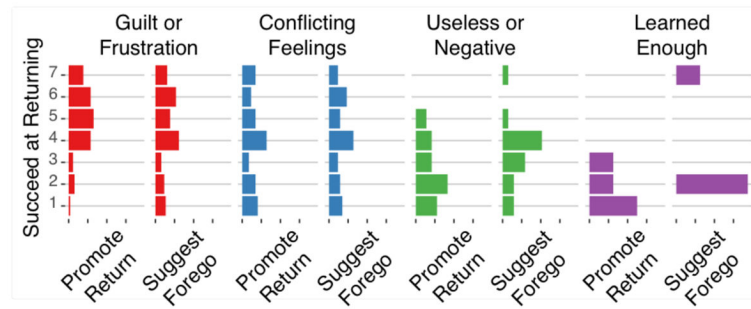 Guilt or
Frustration
Conflicting
Feelings
Useless or
Negative
Learned
Enough
Succeed at Returning
7
6
5
4
3
2
1
Promote
Return
Suggest
Forego
Promote
Return
Suggest
Forego
Promote
Return
Suggest
Forego
Promote
Return
Suggest
Forego